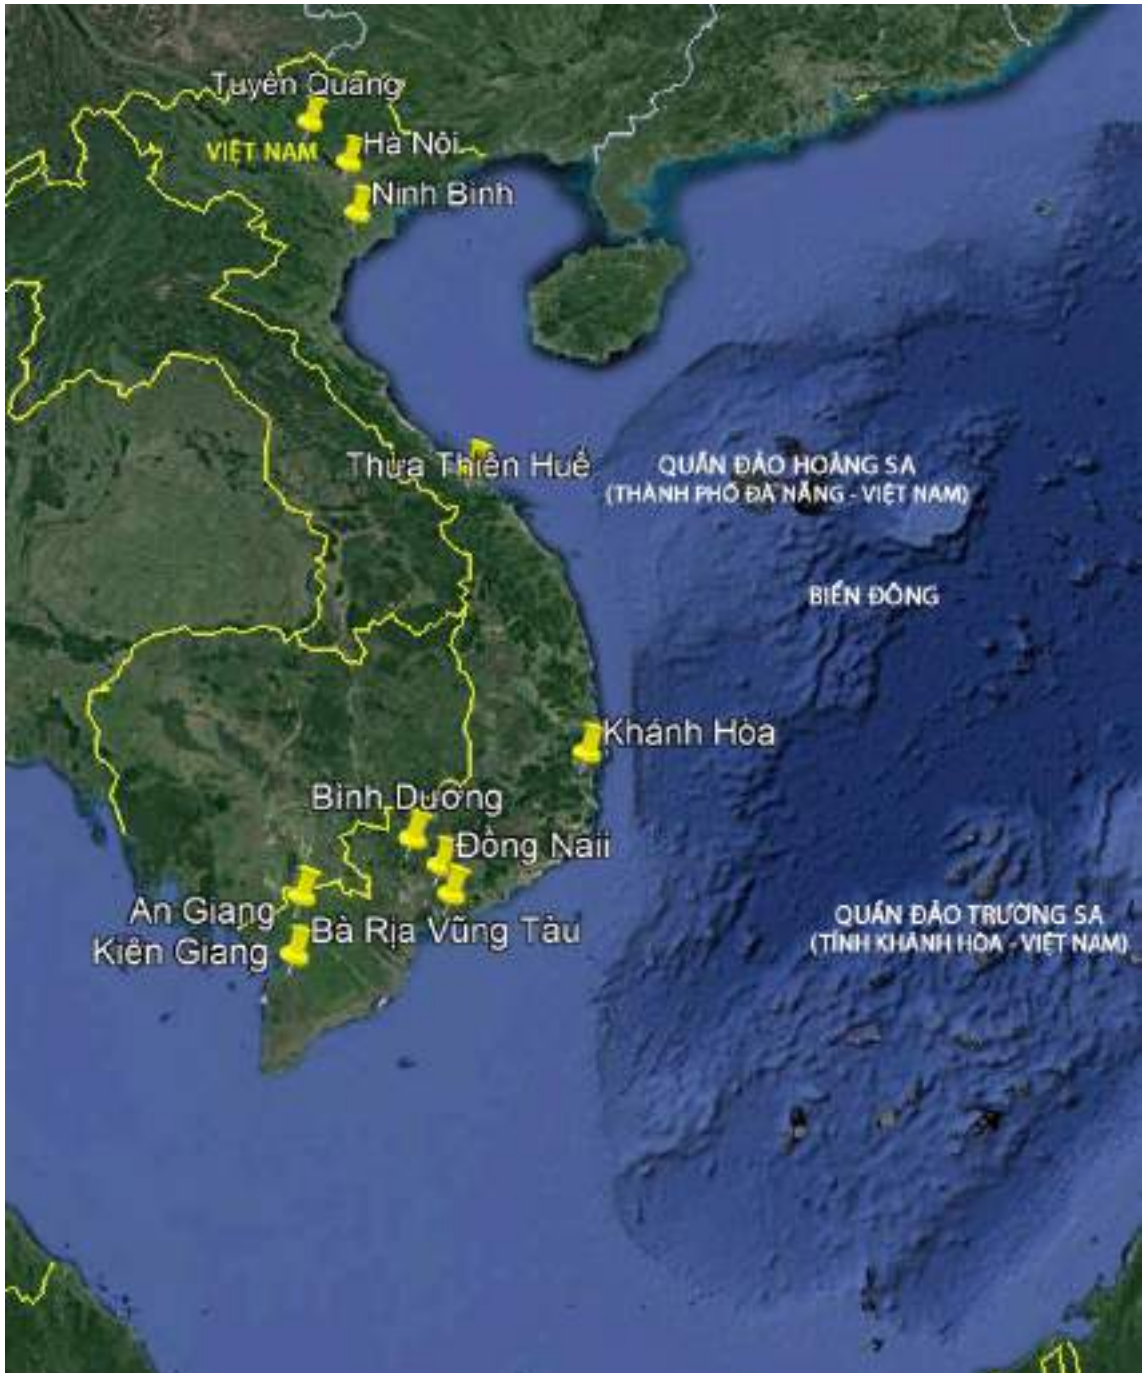 Tuyên Quang
Hà Nôi
VIỆT NAM
Ninh Bình
Thừa Thiên Huế
QUẦN ĐẢO HOÀNG SA
(THÀNH PHỐ ĐÀ NẴNG - VIỆT NAM)
BIỂN ĐÔNG
Khánh Hòa
Bình Dương
Đồng Naii
An Giang
QUẦN ĐẢO TRƯỜNG SA
Bà Rịa Vũng Tàu
(TỈNH KHÁNH HÒA - VIỆT NAM)
Kiên Giang